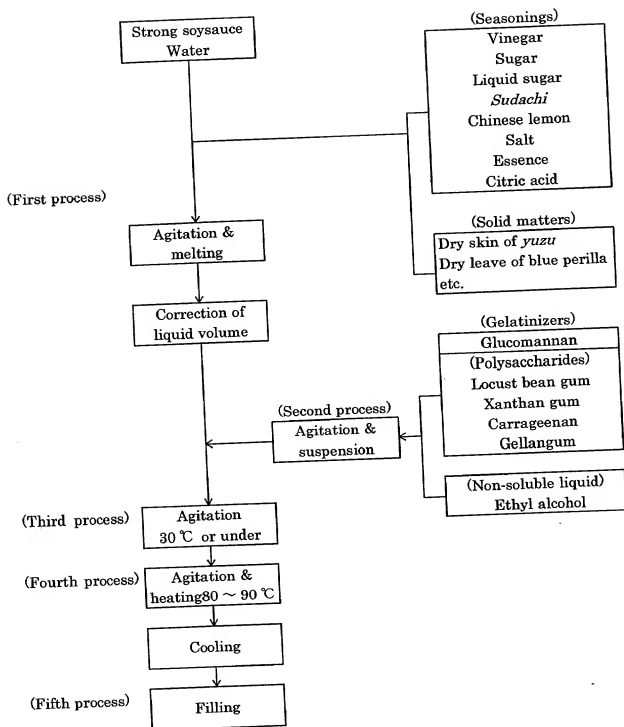 Strong soysauce
Water
(Seasonings)
Vinegar
Sugar
Liquid sugar
Sudachi
Chinese lemon
Salt
Essence
Citric acid
(First process)
Agitation &
melting
(Solid matters)
Dry skin of yuzu
Dry leave of blue perilla
etc.
Correction of
liquid volume
(Gelatinizers)
Glucomannan
(Polysaccharides)
Locust bean gum
Xanthan gum
Carrageenan
Gellangum
(Second process)
Agitation &
suspension
(Non-soluble liquid)
Ethyl alcohol
(Third process)
Agitation
30 ℃ or under
(Fourth process)
Agitation &
heating80 ～ 90 ℃
Cooling
(Fifth process)
Filling